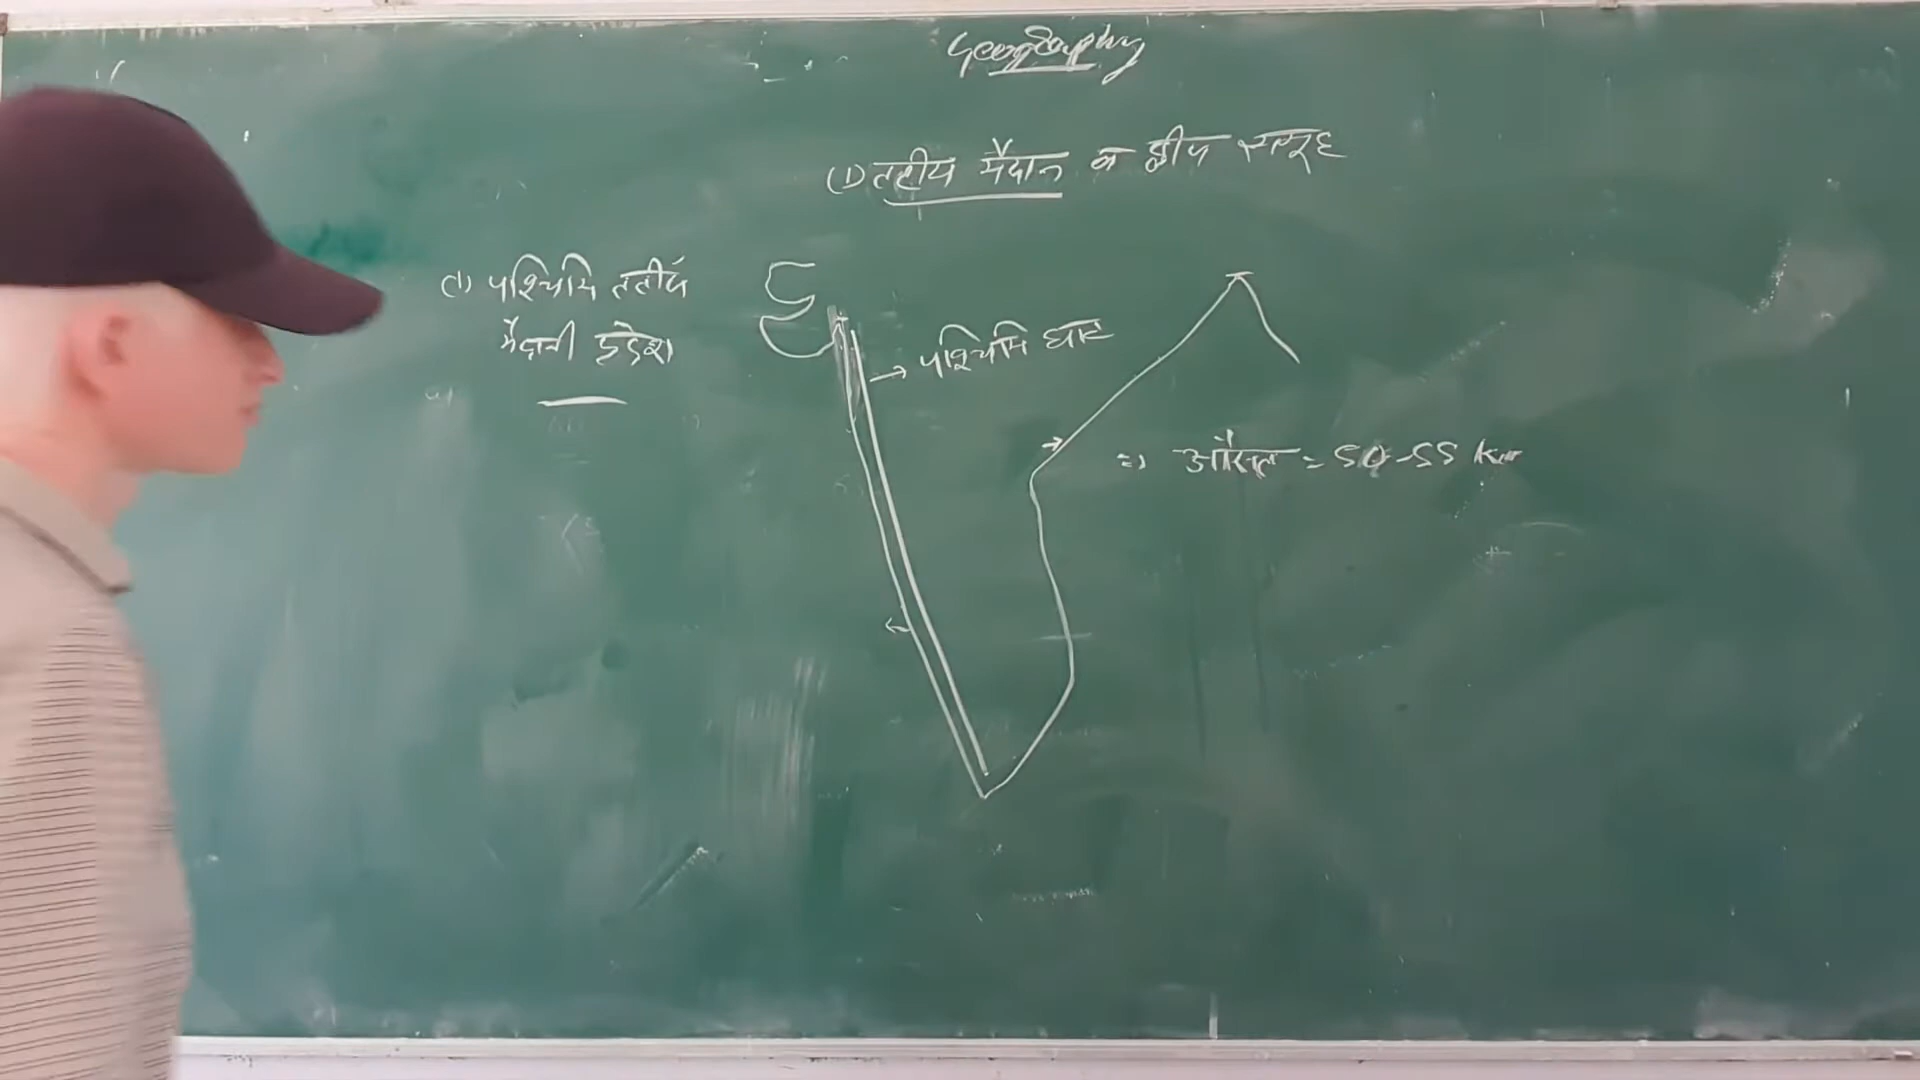 Geography
(1) तटीय मैदान व द्वीप समूह
(1) पश्चिमि तटीय
मैदानी प्रदेश
→ पश्चिमि घाट
=) औसत = 50-55 km